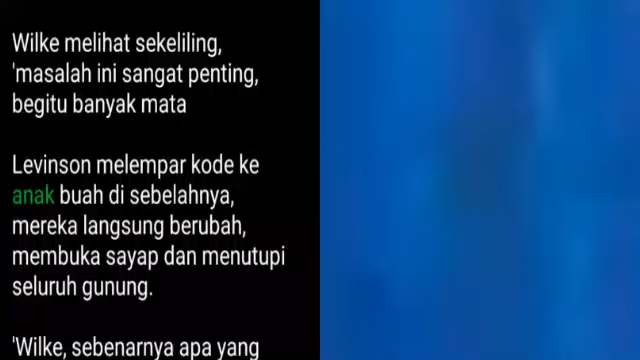 Wilke melihat sekeliling,
'masalah ini sangat penting,
begitu banyak mata
Levinson melempar kode ke
anak buah di sebelahnya,
mereka langsung berubah,
membuka sayap dan menutupi
seluruh gunung.
'Wilke, sebenarnya apa yang